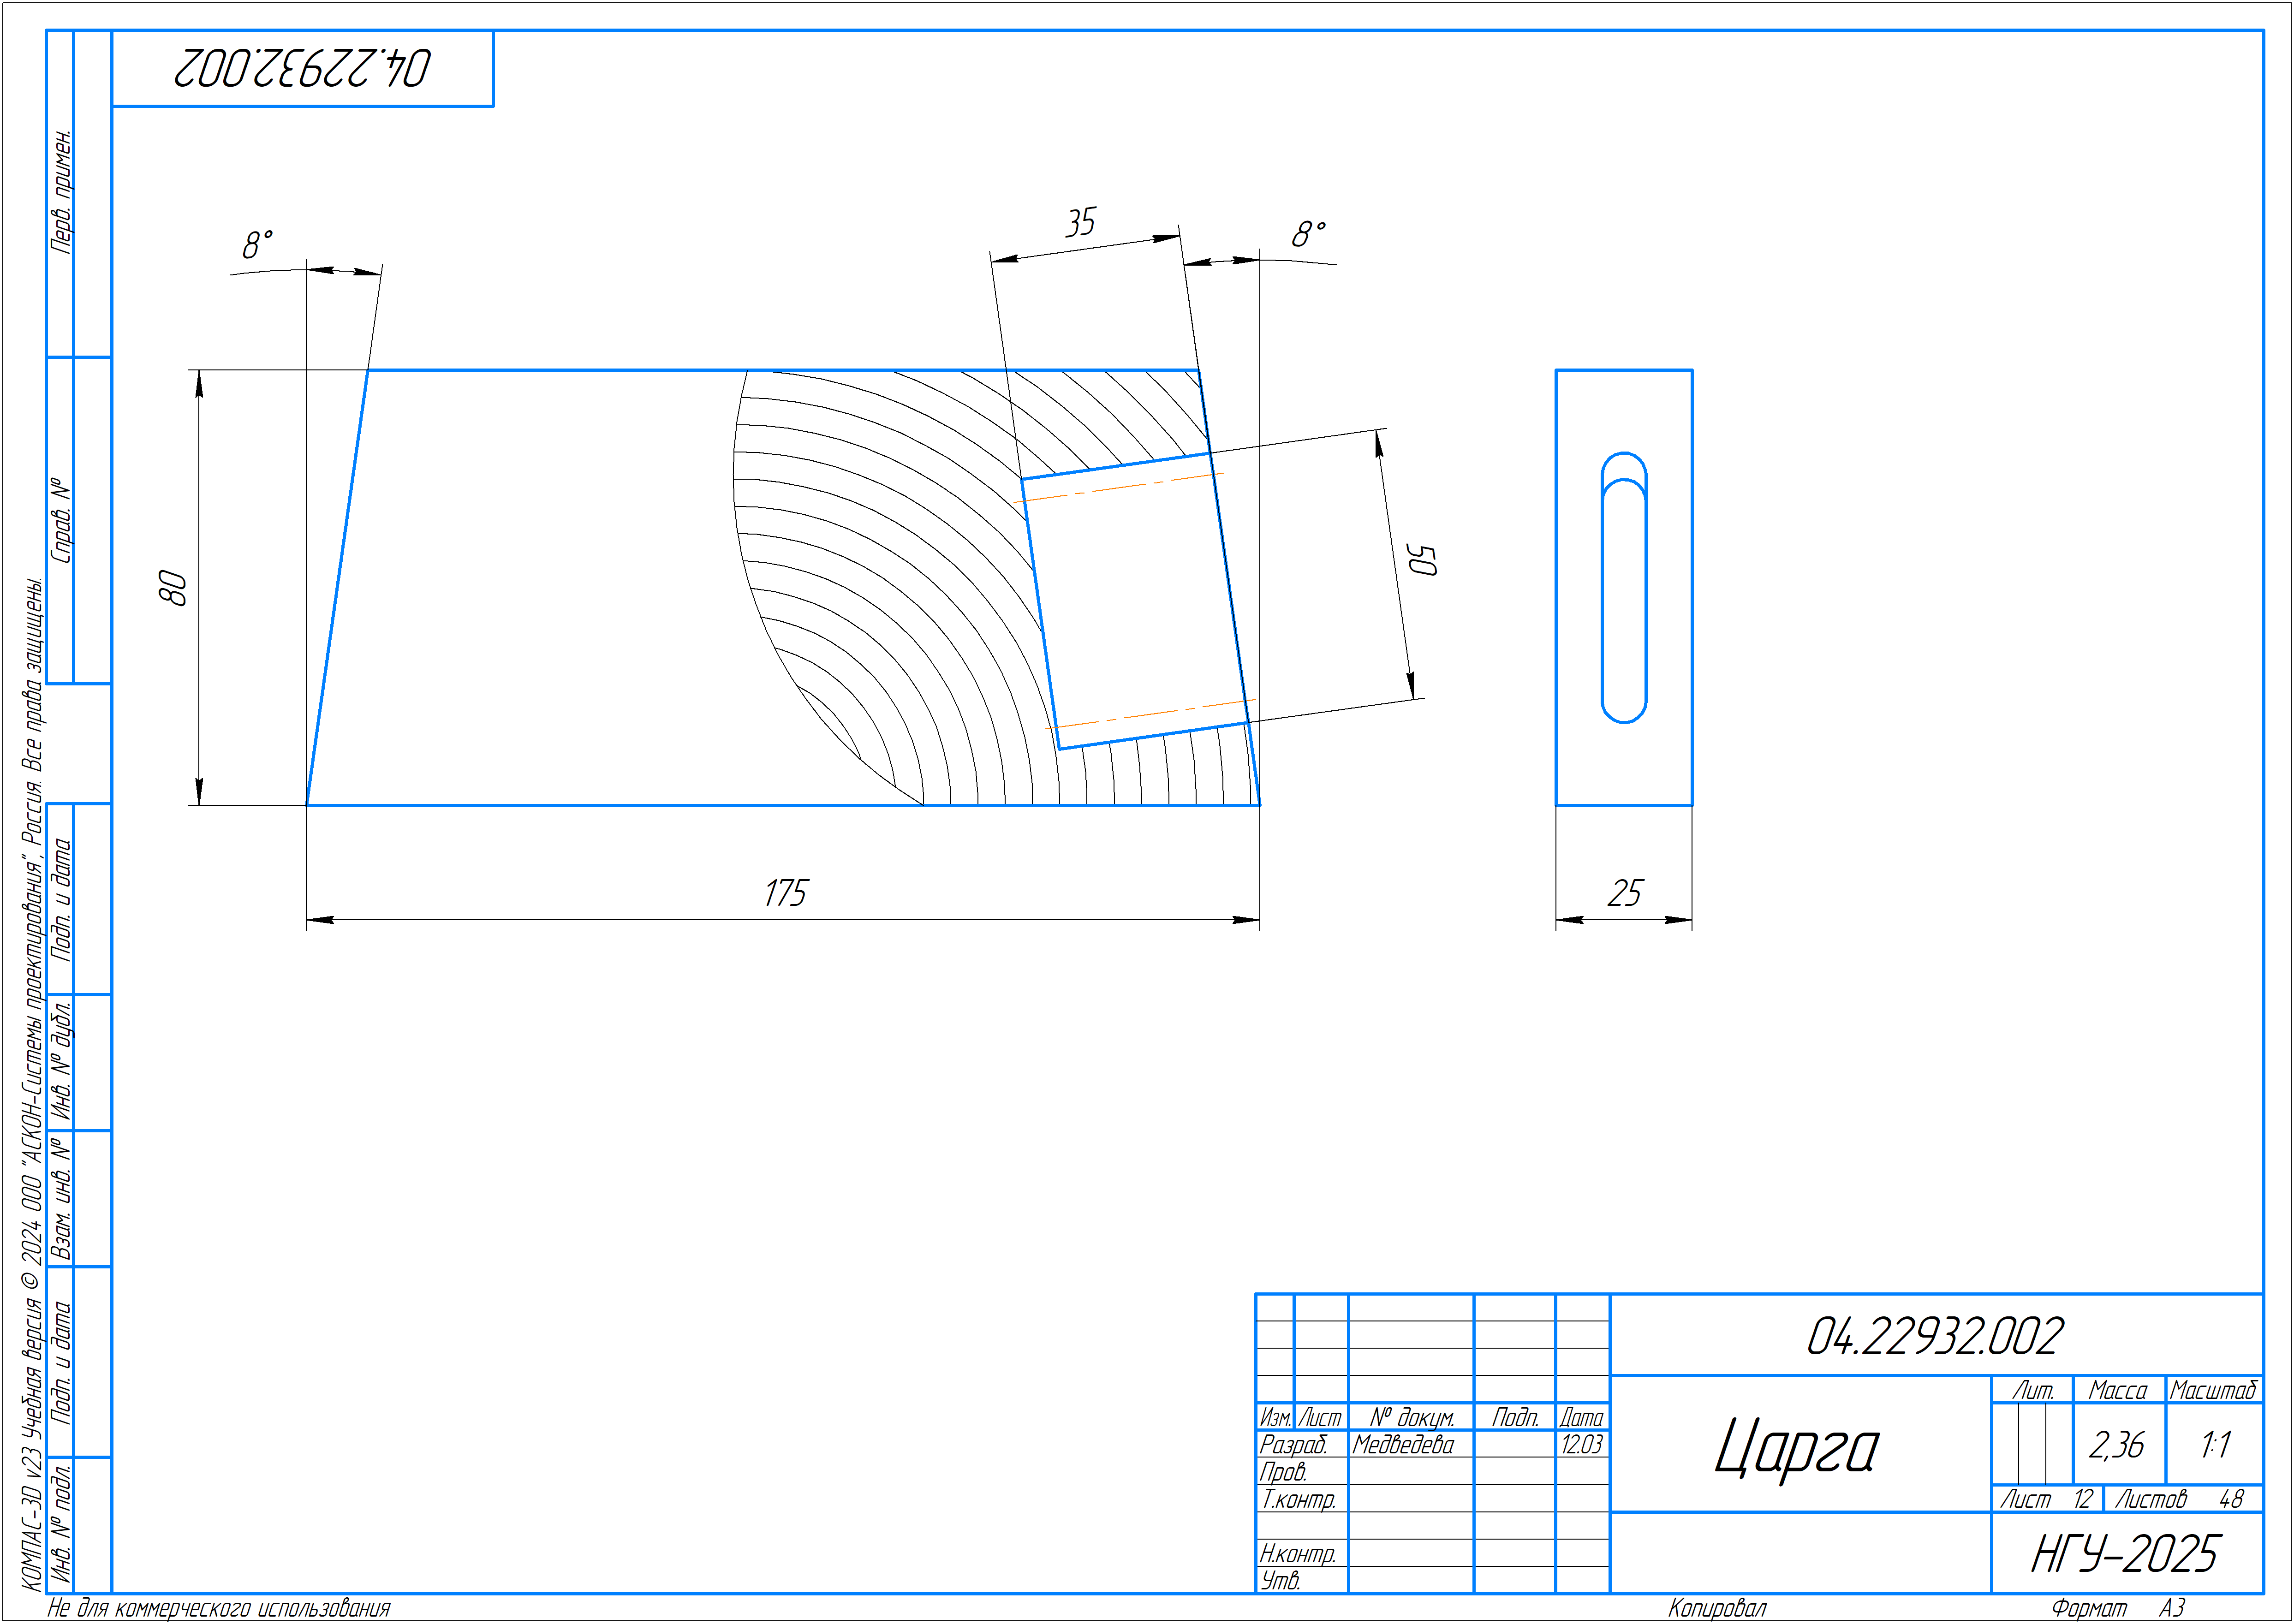 04.22932.002
Перв. примен.
Справ. №
Подп. и дата
Инв. № дубл.
Взам. инв. №
Подп. и дата
Инв. № подл.
КОМПАС-3D v23 Учебная версия © 2024 ООО "АСКОН-Системы проектирования", Россия. Все права защищены.
8°
35
8°
80
50
175
25
04.22932.002
Лит. Масса Масштаб
Изм. Лист № докум. Подп. Дата
Разраб. Медведева 12.03
Царга
2,36 1:1
Пров.
Т.контр.
Лист 12 Листов 48
Н.контр.
НГУ-2025
Утв.
Не для коммерческого использования
Копировал
Формат А3